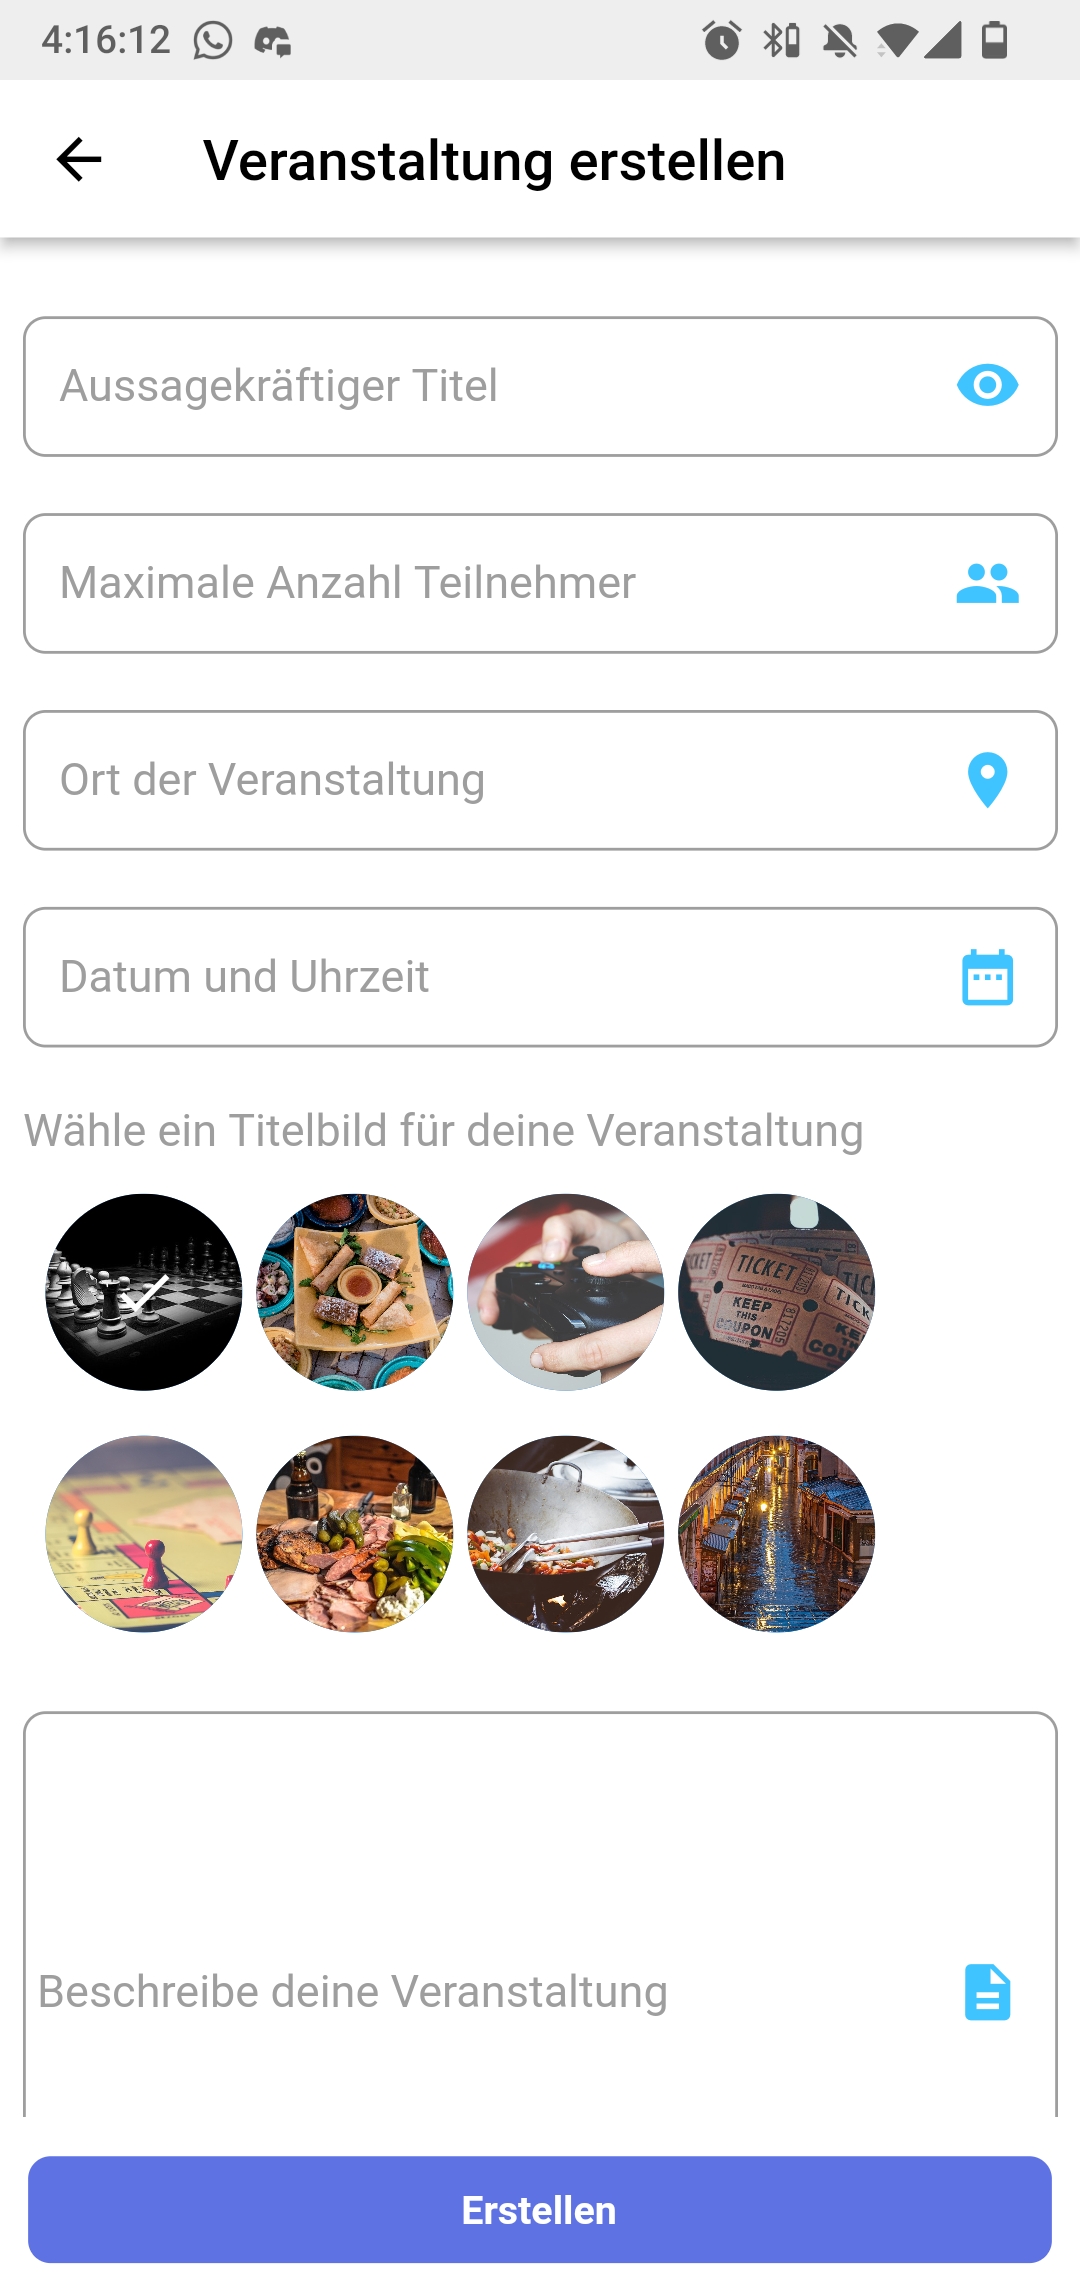 4:16:12
Veranstaltung erstellen
Aussagekräftiger Titel
Maximale Anzahl Teilnehmer
Ort der Veranstaltung
Datum und Uhrzeit
Wähle ein Titelbild für deine Veranstaltung
TICKET
KEEP
THIS
COUPON
Beschreibe deine Veranstaltung
Erstellen